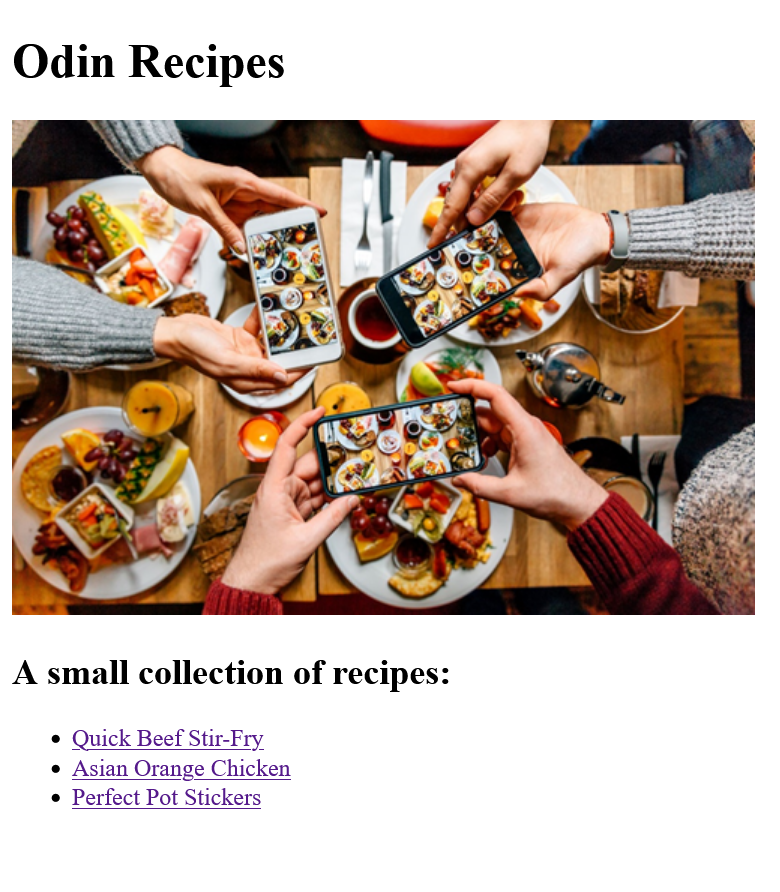 Odin Recipes
A small collection of recipes:
Quick Beef Stir-Fry
Asian Orange Chicken
Perfect Pot Stickers